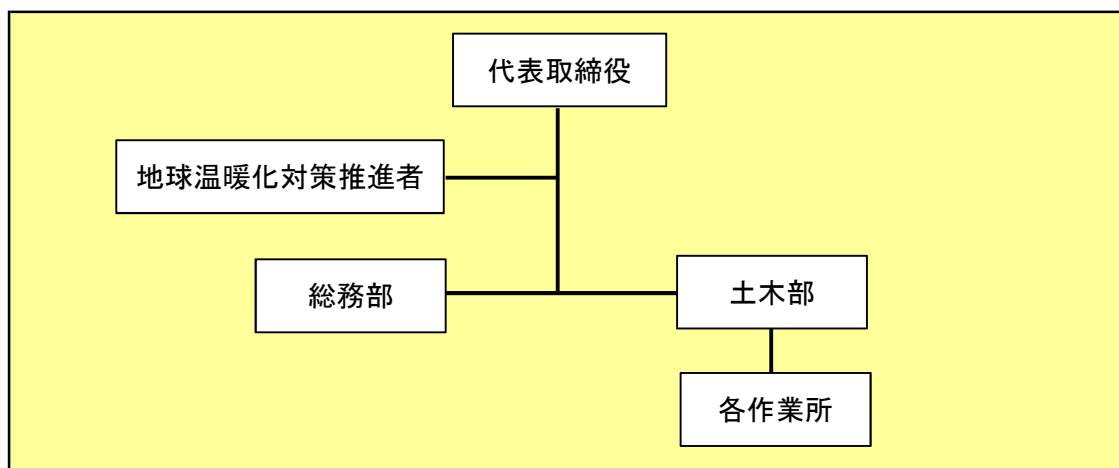 代表取締役
地球温暖化対策推進者
総務部
土木部
各作業所